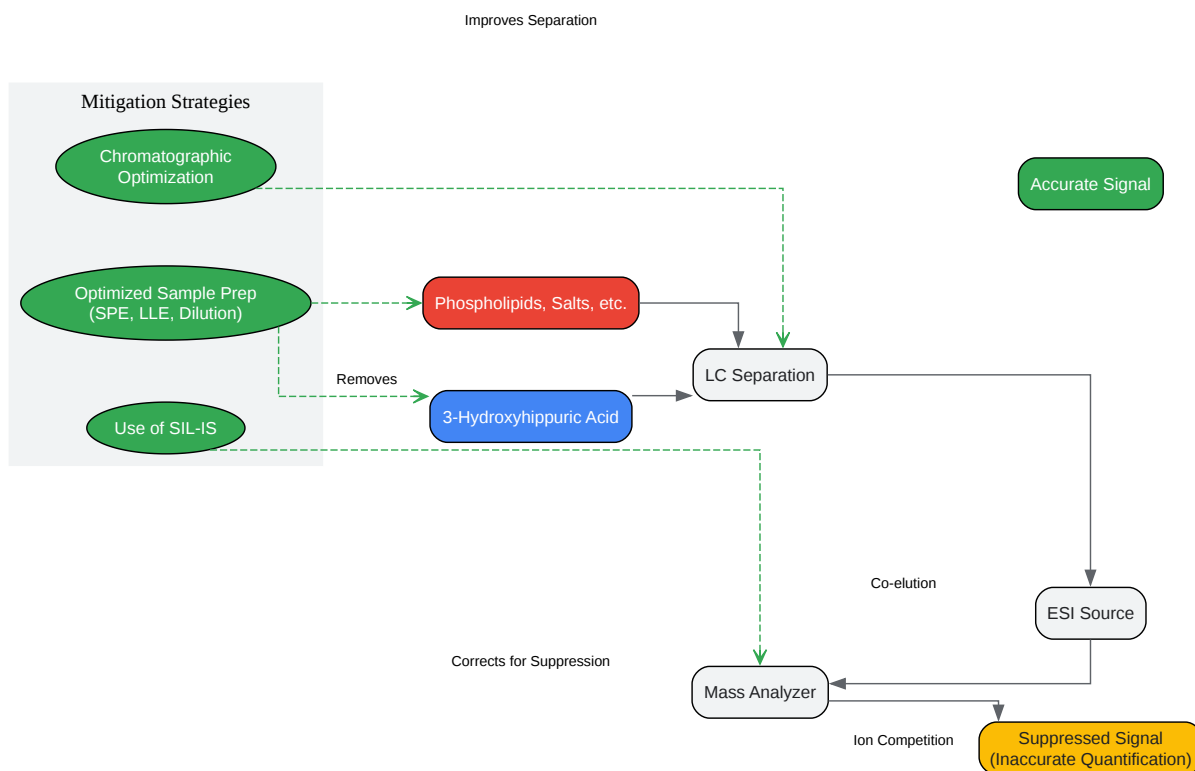 Improves Separation
Mitigation Strategies
Chromatographic
Optimization
Accurate Signal
Optimized Sample Prep
(SPE, LLE, Dilution)
Phospholipids, Salts, etc.
LC Separation
Removes
3-Hydroxyhippuric Acid
Use of SIL-IS
Co-elution
ESI Source
Corrects for Suppression
Mass Analyzer
Ion Competition
Suppressed Signal
(Inaccurate Quantification)